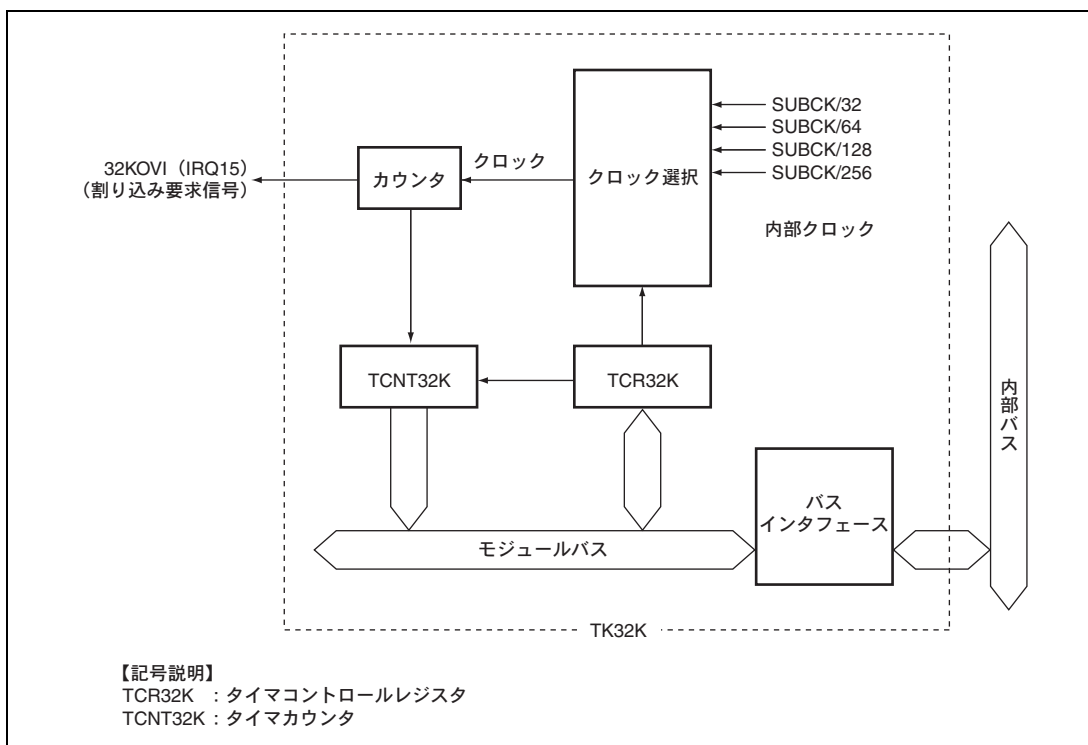 SUBCK/32
SUBCK/64
SUBCK/128
SUBCK/256
32KOVI（IRQ15）
（割り込み要求信号）
カウンタ
クロック
クロック選択
内部クロック
TCNT32K
TCR32K
内部バス
バス
インタフェース
モジュールバス
TK32K
【記号説明】
TCR32K ：タイマコントロールレジスタ
TCNT32K：タイマカウンタ